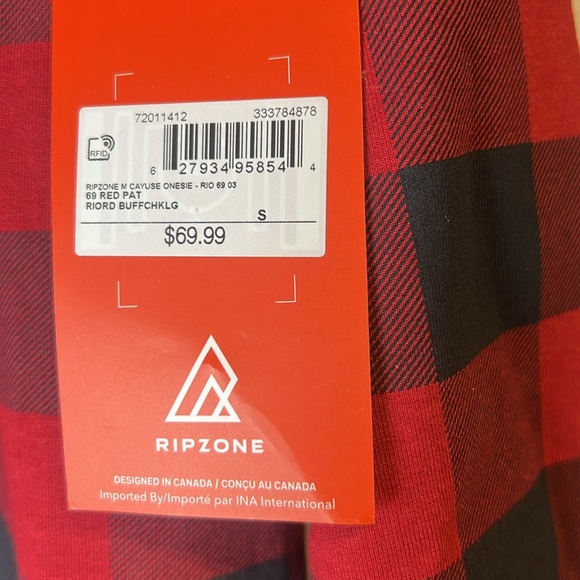 72011412 333784878
RFID
6 27934 95854 4
RIPZONE M CAYUSE ONESIE - RIO 69 03
69 RED PAT
RIORD BUFFCHKLG
S
$69.99
RIPZONE
DESIGNED IN CANADA / CONÇU AU CANADA
Imported By/Importé par INA International